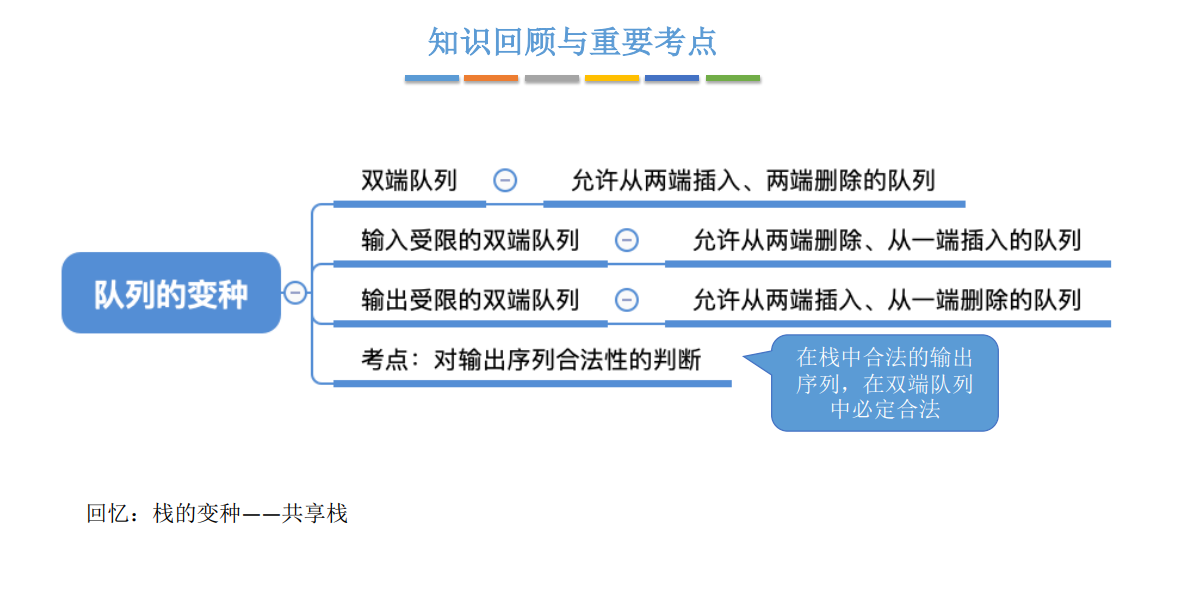 知识回顾与重要考点
双端队列
允许从两端插入、两端删除的队列
输入受限的双端队列
允许从两端删除、从一端插入的队列
队列的变种
输出受限的双端队列
允许从两端插入、从一端删除的队列
考点：对输出序列合法性的判断
在栈中合法的输出
序列，在双端队列
中必定合法
回忆：栈的变种——共享栈